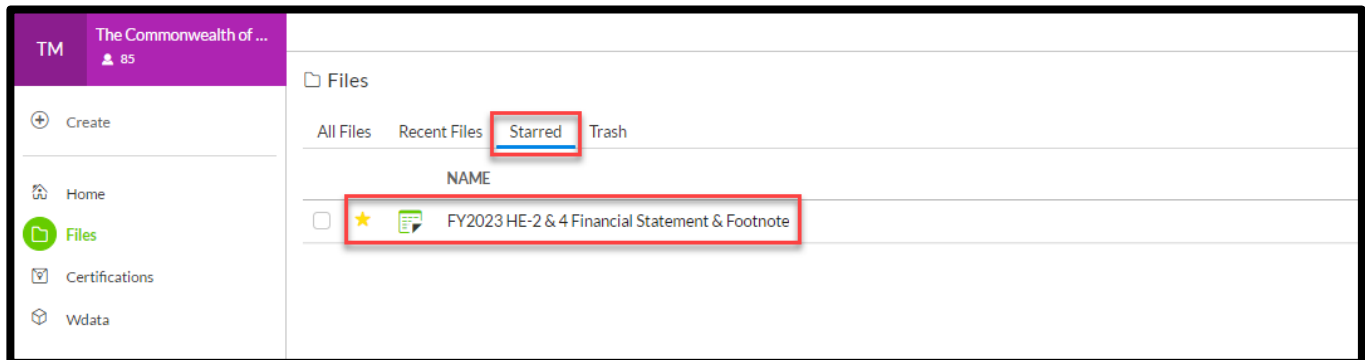 TM
The Commonwealth of ...
85
Create
Home
Files
Certifications
Wdata
Files
All Files Recent Files Starred Trash
NAME
FY2023 HE-2 & 4 Financial Statement & Footnote